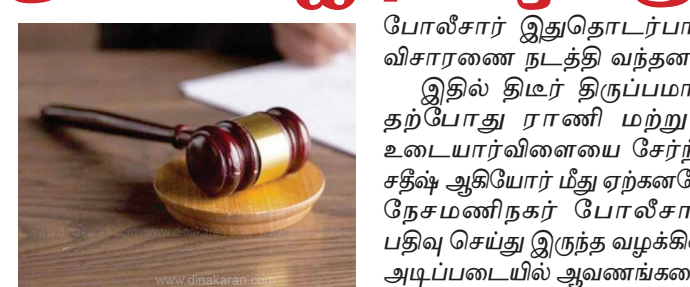 போலீசார் இதுதொடர்பா
விசாரணை நடத்தி வந்தன
இதில் திடீர் திருப்பமா
தற்போது ராணி மற்று
உடையார்விளையை சேர்ந்
சதீஷ் ஆகியோர் மீது ஏற்கனவே
நேசமணிநகர் போலீசா
பதிவு செய்து இருந்த வழக்கி
அடிப்படையில் ஆவணங்களை
www.dinakaran.com